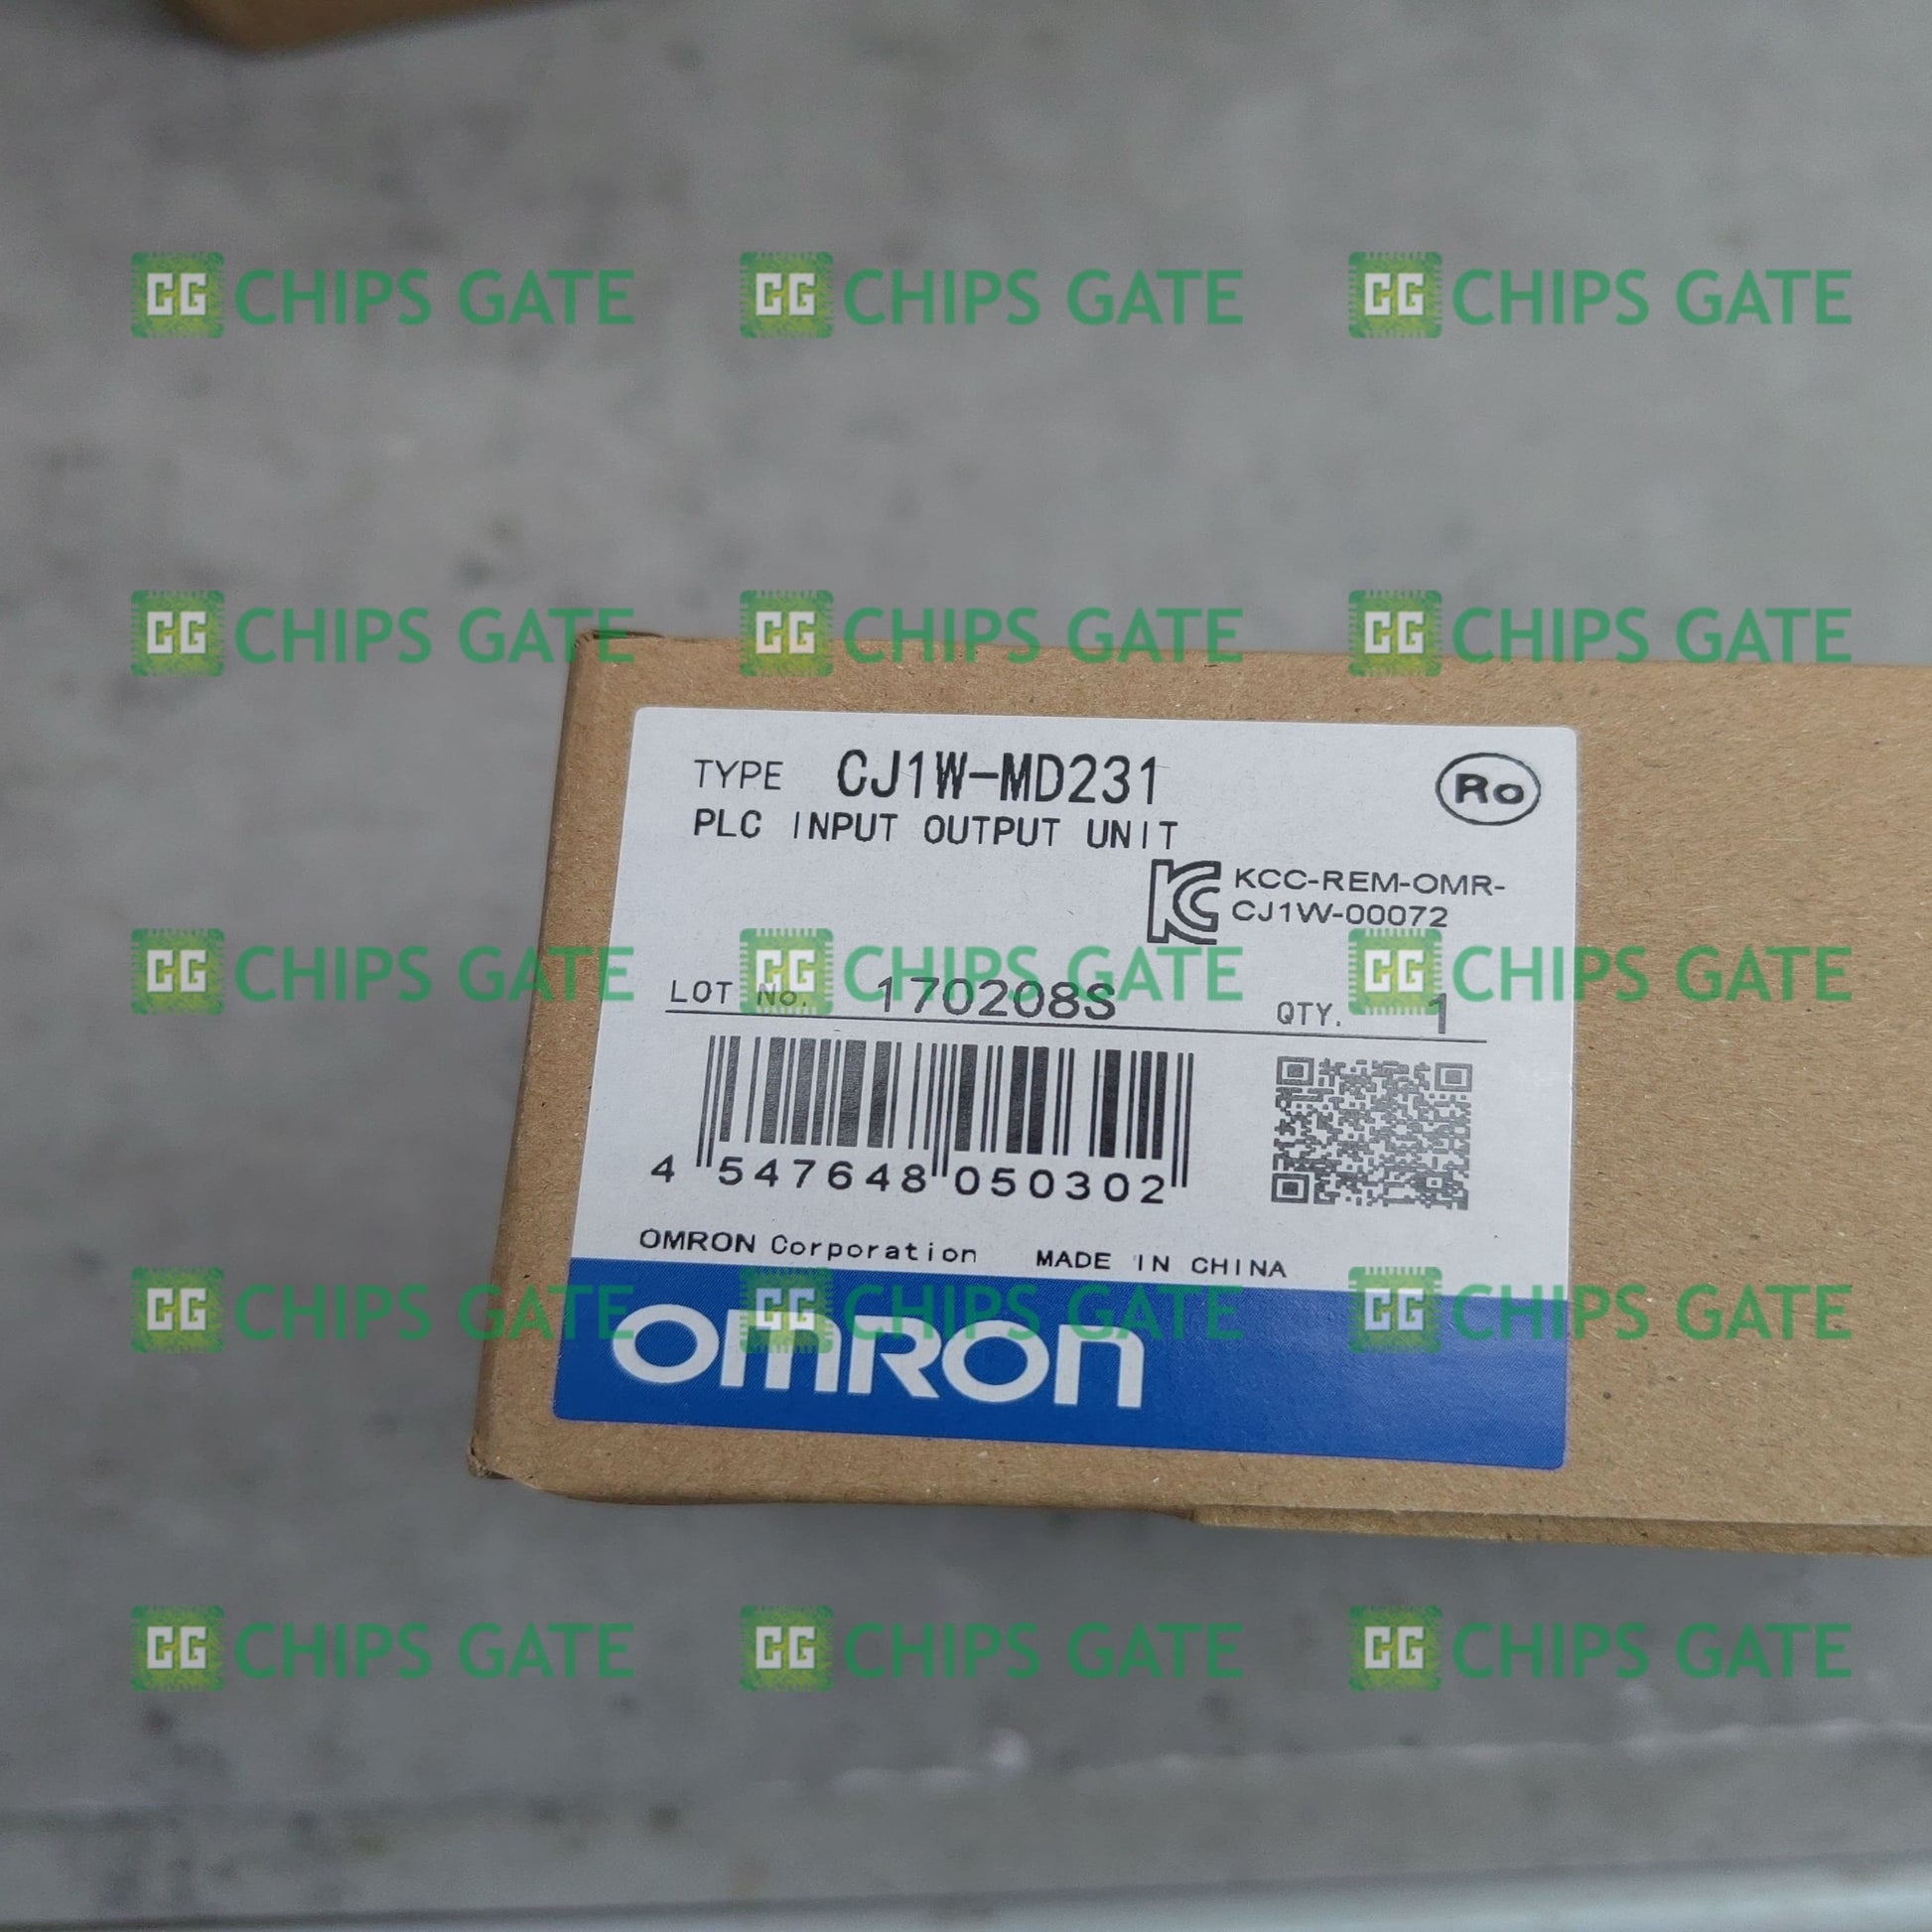 CG CHIPS GATE CG CHIPS GATE CG CHIPS GATE
CG CHIPS GATE CG CHIPS GATE CG CHIPS GATE
TYPE CJ1W-MD231
Ro
PLC INPUT OUTPUT UNIT
KC KCC-REM-OMR-
CJ1W-00072
CG CHIPS GATE CG CHIPS GATE CG CHIPS GATE
LOT No. 170208S QTY. 1
4 547648 050302
OMRON Corporation MADE IN CHINA
CG CHIPS GATE CG CHIPS GATE CG CHIPS GATE
OMRON
CG CHIPS GATE CG CHIPS GATE CG CHIPS GATE